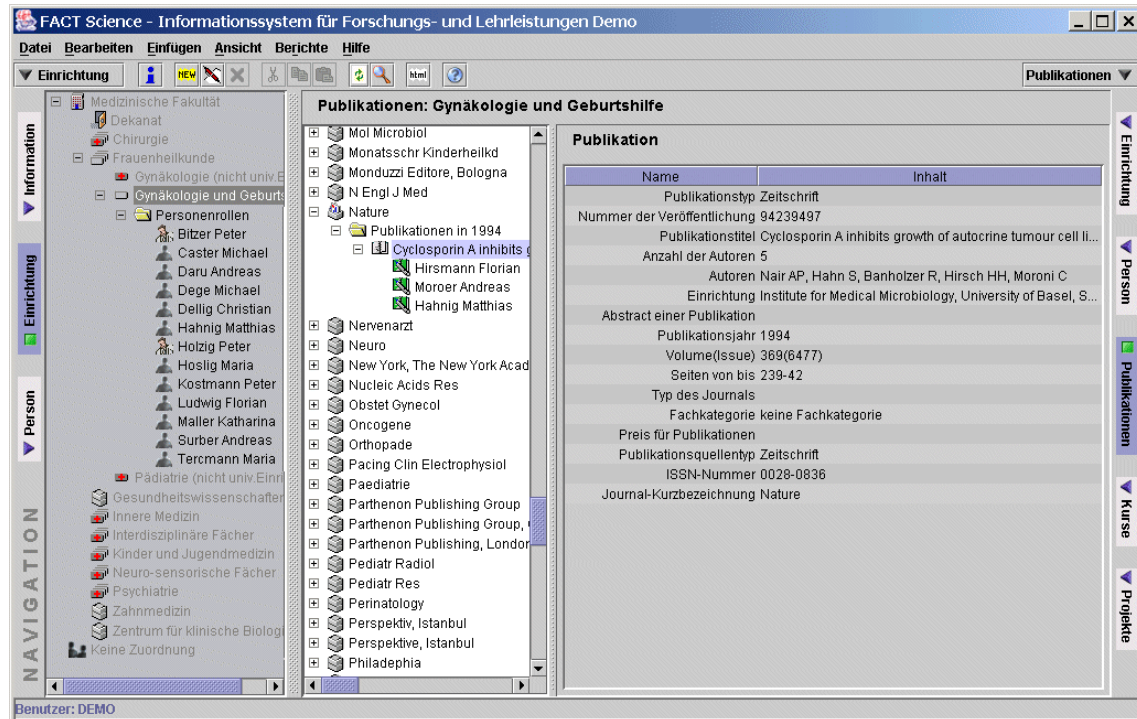 FACT Science - Informationssystem für Forschungs- und Lehrleistungen Demo
Datei Bearbeiten Einfügen Ansicht Berichte Hilfe
Einrichtung
NEW
html
Publikationen
Information
Einrichtung
Person
NAVIGATION
Medizinische Fakultät
Dekanat
Chirurgie
Frauenheilkunde
Gynäkologie (nicht univ.E
Gynäkologie und Geburts
Personenrollen
Bitzer Peter
Caster Michael
Daru Andreas
Dege Michael
Dellig Christian
Hahnig Matthias
Holzig Peter
Hoslig Maria
Kostmann Peter
Ludwig Florian
Maller Katharina
Surber Andreas
Tercmann Maria
Pädiatrie (nicht univ.Einri
Gesundheitswissenschafter
Innere Medizin
Interdisziplinäre Fächer
Kinder und Jugendmedizin
Neuro-sensorische Fächer
Psychiatrie
Zahnmedizin
Zentrum für klinische Biologi
Keine Zuordnung
Publikationen: Gynäkologie und Geburtshilfe
Mol Microbiol
Monatsschr Kinderheilkd
Monduzzi Editore, Bologna
N Engl J Med
Nature
Publikationen in 1994
Cyclosporin A inhibits g
Hirsmann Florian
Moroer Andreas
Hahnig Matthias
Nervenarzt
Neuro
New York, The New York Acad
Nucleic Acids Res
Obstet Gynecol
Oncogene
Orthopade
Pacing Clin Electrophysiol
Paediatrie
Parthenon Publishing Group
Parthenon Publishing Group,
Parthenon Publishing, London
Pediatr Radiol
Pediatr Res
Perinatology
Perspektiv, Istanbul
Perspektive, Istanbul
Philadephia
Publikation
Name Inhalt
Publikationstyp Zeitschrift
Nummer der Veröffentlichung 94239497
Publikationstitel Cyclosporin A inhibits growth of autocrine tumour cell li...
Anzahl der Autoren 5
Autoren Nair AP, Hahn S, Banholzer R, Hirsch HH, Moroni C
Einrichtung Institute for Medical Microbiology, University of Basel, S...
Abstract einer Publikation
Publikationsjahr 1994
Volume(Issue) 369(6477)
Seiten von bis 239-42
Typ des Journals
Fachkategorie keine Fachkategorie
Preis für Publikationen
Publikationsquellentyp Zeitschrift
ISSN-Nummer 0028-0836
Journal-Kurzbezeichnung Nature
Einrichtung
Person
Publikationen
Kurse
Projekte
Benutzer: DEMO